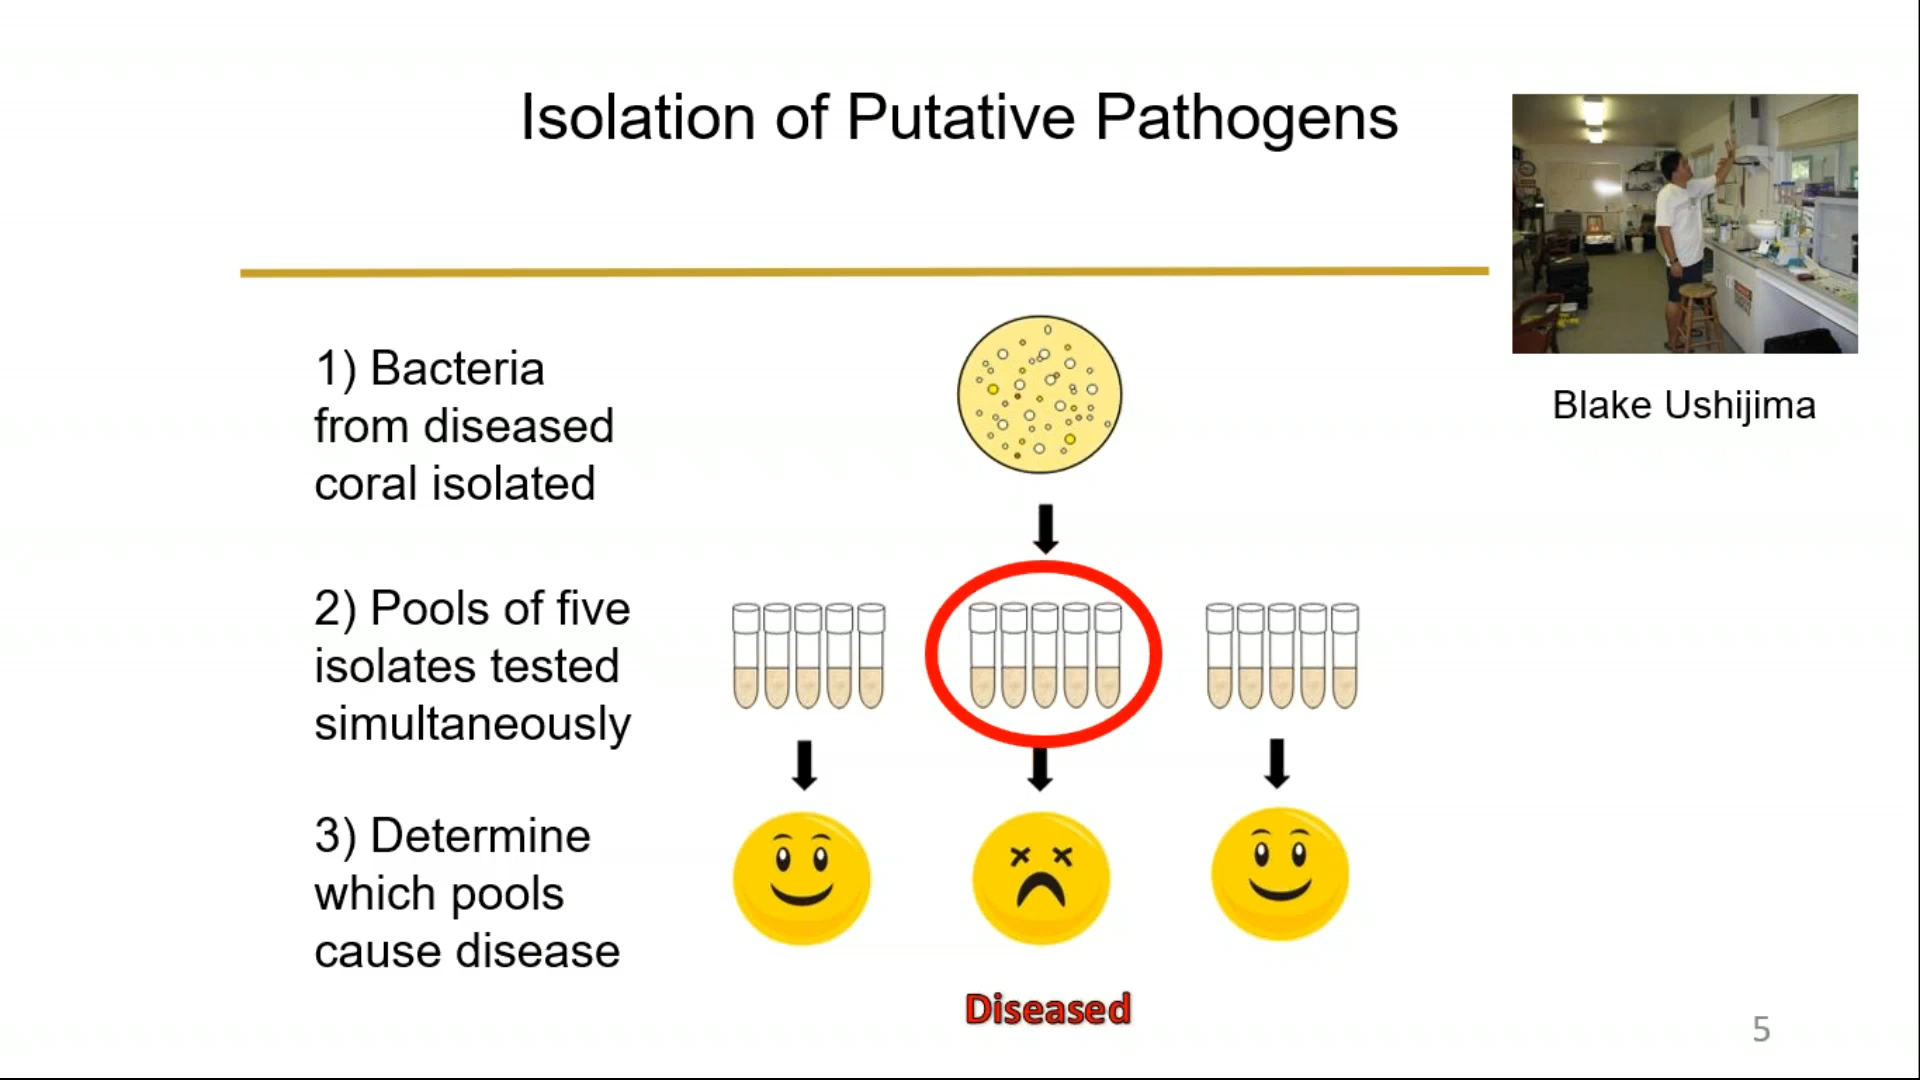 Isolation of Putative Pathogens
Blake Ushijima
1) Bacteria
from diseased
coral isolated
2) Pools of five
isolates tested
simultaneously
3) Determine
which pools
cause disease
Diseased
5